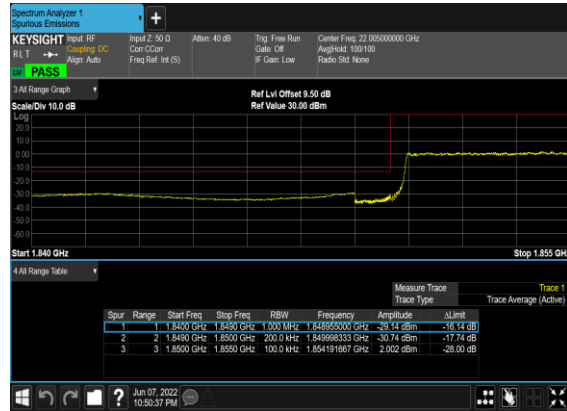 Spectrum Analyzer 1
Spurious Emissions
KEYSIGHT Input: RF Input Z: 50 Ω Atten: 40 dB Trig: Free Run Center Freq: 22.005000000 GHz
RLT Coupling: DC Corr CCorr Gate: Off Avg|Hold: 100/100
Align: Auto Freq Ref: Int (S) IF Gain: Low Radio Std: None
PASS
3 All Range Graph
Ref Lvl Offset 9.50 dB
Scale/Div 10.0 dB Ref Value 30.00 dBm
Log
20.0
10.0
0.00
-10.0
-20.0
-30.0
-40.0
-50.0
-60.0
Start 1.840 GHz Stop 1.855 GHz
4 All Range Table
Measure Trace Trace 1
Trace Type Trace Average (Active)
Spur Range Start Freq Stop Freq RBW Frequency Amplitude ΔLimit
1 1 1.8400 GHz 1.8490 GHz 1.000 MHz 1.848955000 GHz -29.14 dBm -16.14 dB
2 2 1.8490 GHz 1.8500 GHz 200.0 kHz 1.849998333 GHz -30.74 dBm -17.74 dB
3 3 1.8500 GHz 1.8550 GHz 100.0 kHz 1.854191667 GHz 2.002 dBm -28.00 dB
Jun 07, 2022
10:50:37 PM